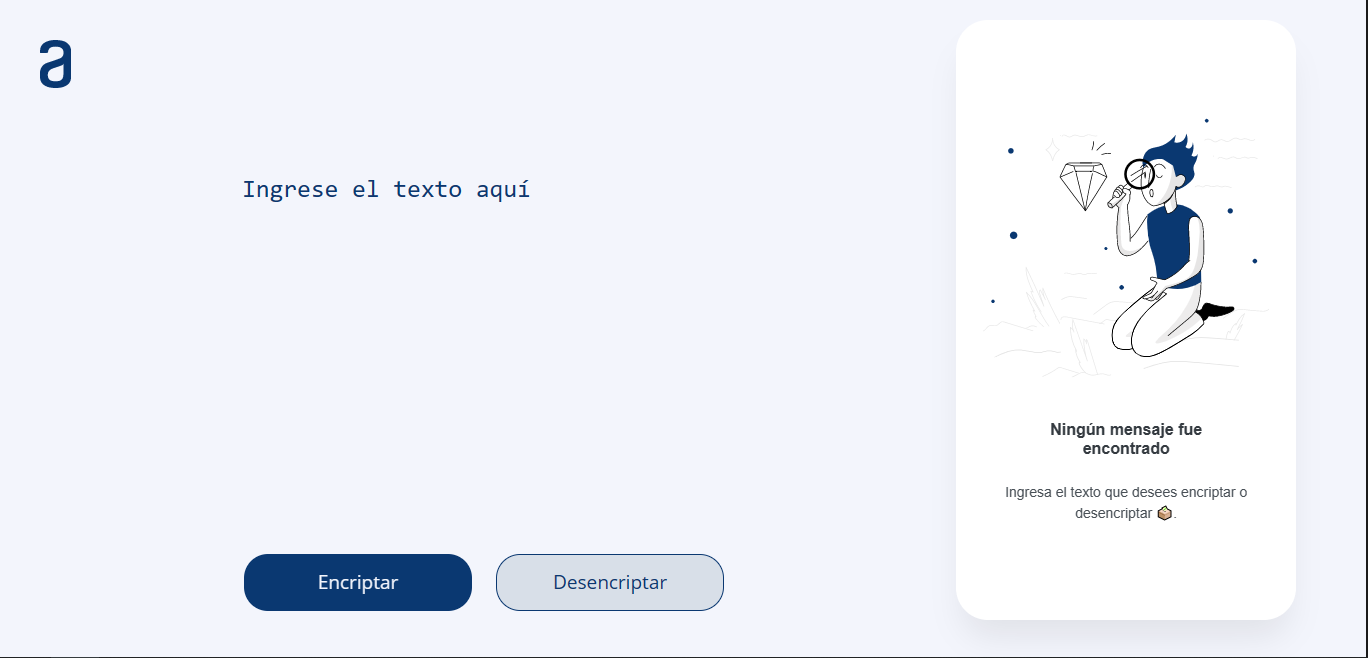 a
Ingrese el texto aquí
Encriptar
Desencriptar
Ningún mensaje fue
encontrado
Ingresa el texto que desees encriptar o
desencriptar 📦.